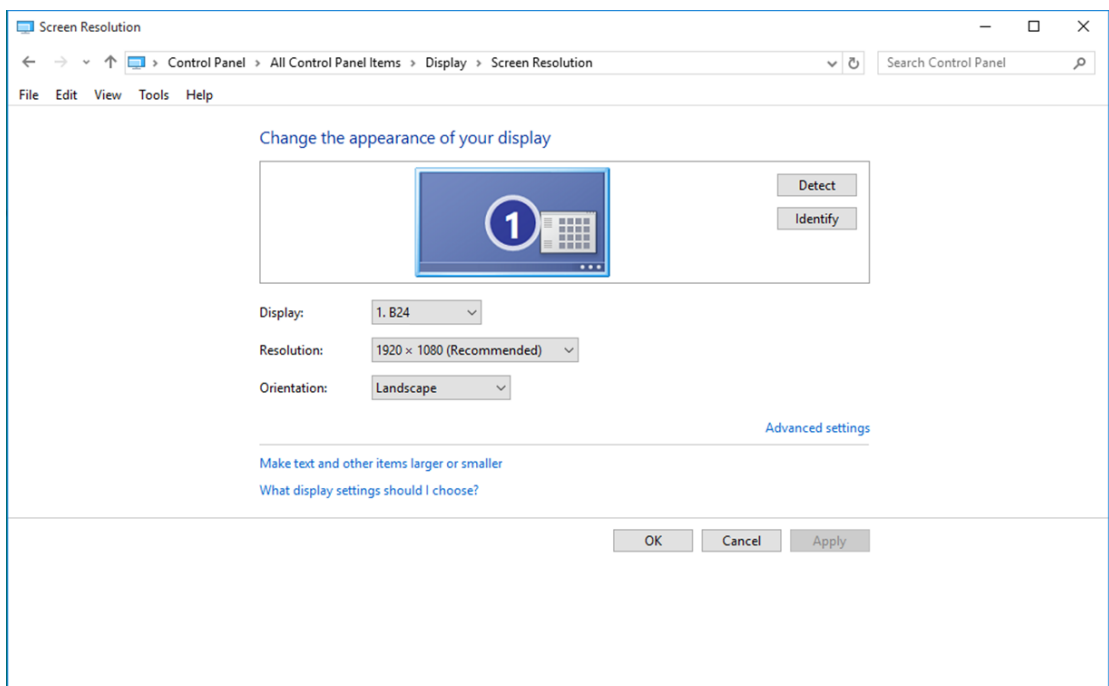 Screen Resolution
Control Panel > All Control Panel Items > Display > Screen Resolution
Search Control Panel
File Edit View Tools Help
Change the appearance of your display
1
Detect
Identify
Display: 1. B24
Resolution: 1920 × 1080 (Recommended)
Orientation: Landscape
Advanced settings
Make text and other items larger or smaller
What display settings should I choose?
OK Cancel Apply